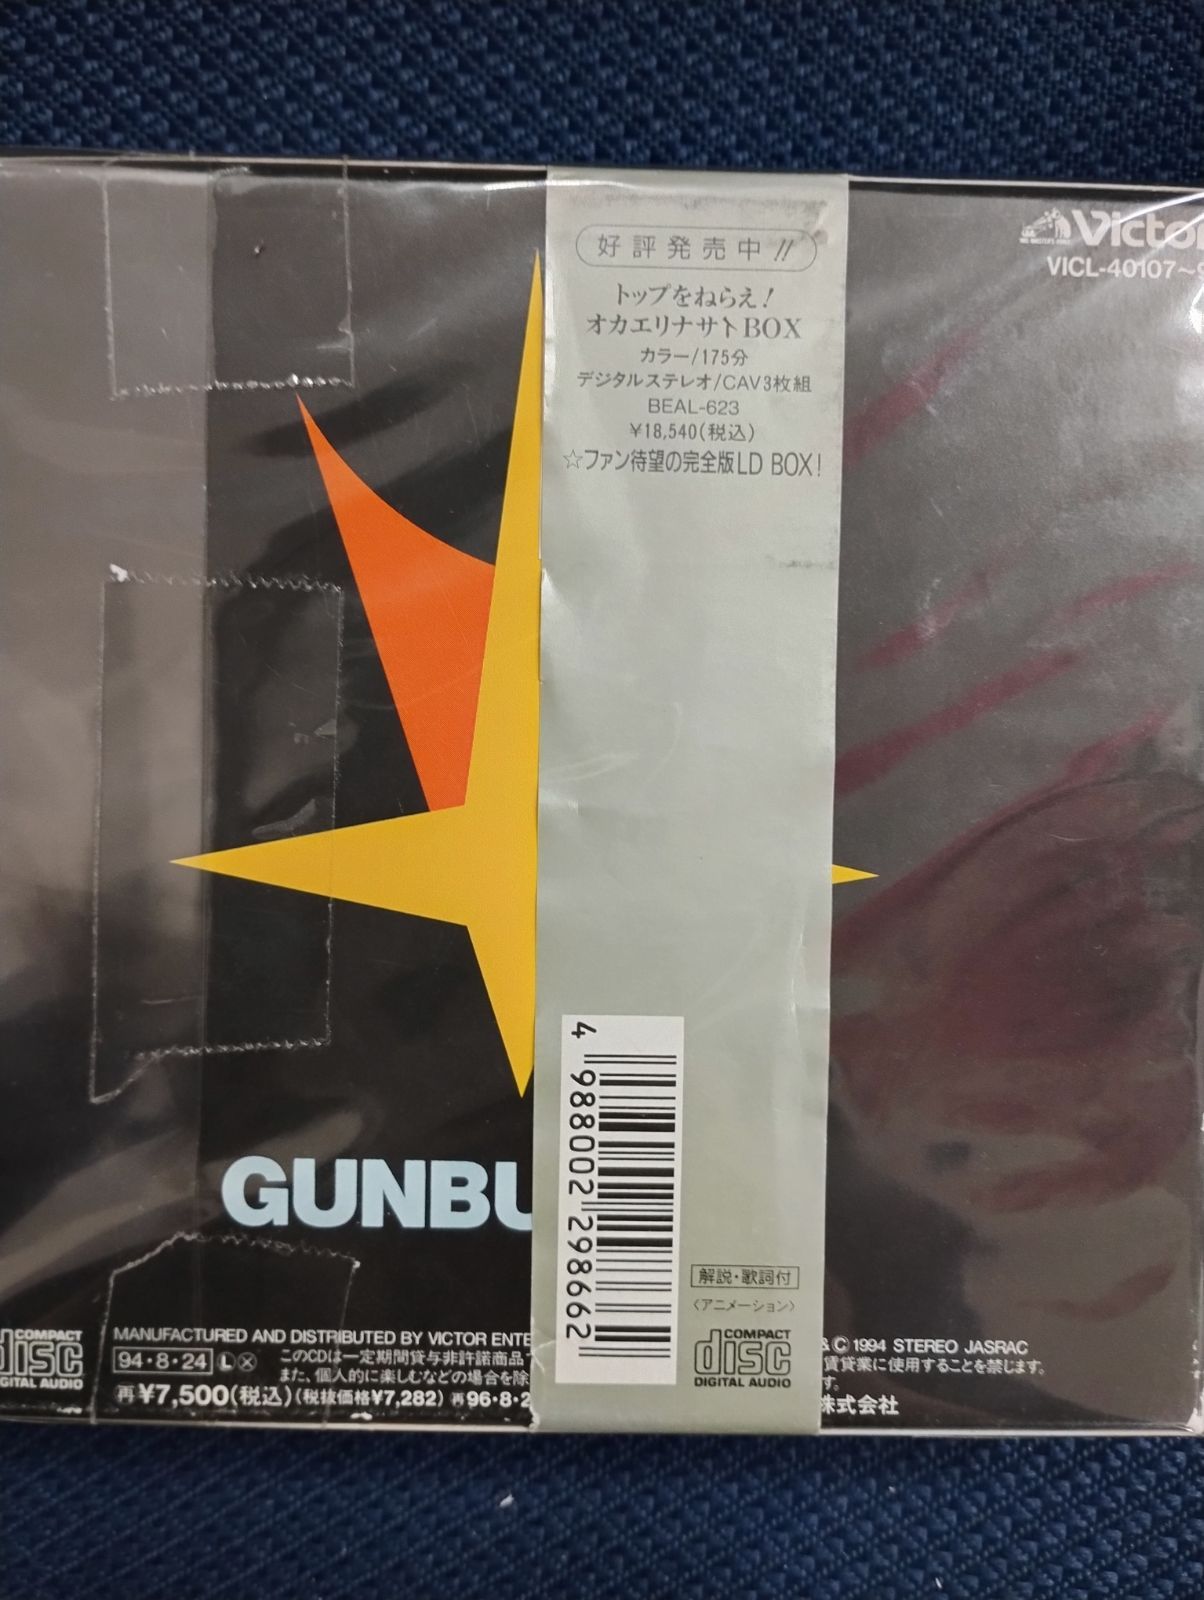 好評発売中!!
トップをねらえ!
オカエリナサトBOX
カラー/175分
デジタルステレオ/CAV3枚組
BEAL-623
¥18,540(税込)
☆ファン待望の完全版LD BOX!
Victor
VICL-40107~9
GUNBU
4 988002 298662
解説・歌詞付
〈アニメーション〉
COMPACT disc DIGITAL AUDIO
COMPACT disc DIGITAL AUDIO
MANUFACTURED AND DISTRIBUTED BY VICTOR ENTE
& Ⓒ 1994 STEREO JASRAC
94・8・24 Ⓛ Ⓧ このCDは一定期間貸与非許諾商品で
賃貸業に使用することを禁じます。
また、個人的に楽しむなどの場合を除
す。
再¥7,500(税込)(税抜価格¥7,282) 再96・8・2
株式会社